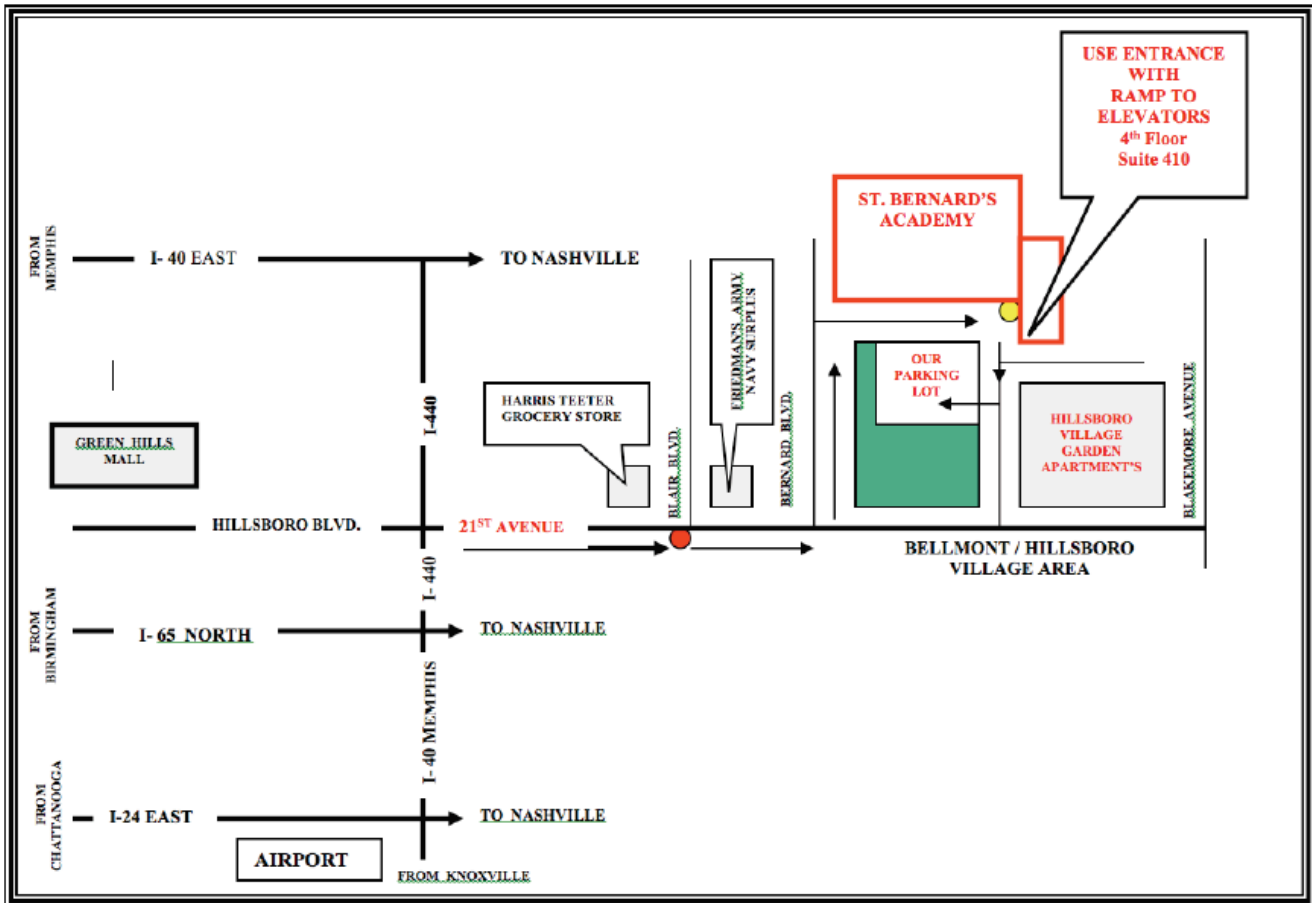 USE ENTRANCE
WITH
RAMP TO
ELEVATORS
4th Floor
Suite 410
ST. BERNARD'S
ACADEMY
FROM
MEMPHIS
I- 40 EAST
TO NASHVILLE
FRIEDMAN'S ARMY
NAVY SURPLUS
OUR
PARKING
LOT
HARRIS TEETER
GROCERY STORE
I-440
GREEN HILLS
MALL
BLAIR BLVD.
BERNARD BLVD.
HILLSBORO
VILLAGE
GARDEN
APARTMENT'S
BLAKEMORE AVENUE
HILLSBORO BLVD.
21ST AVENUE
BELLMONT / HILLSBORO
VILLAGE AREA
I- 440
FROM
BIRMINGHAM
I- 65 NORTH
TO NASHVILLE
I- 40 MEMPHIS
FROM
CHATTANOOGA
I-24 EAST
TO NASHVILLE
AIRPORT
FROM KNOXVILLE